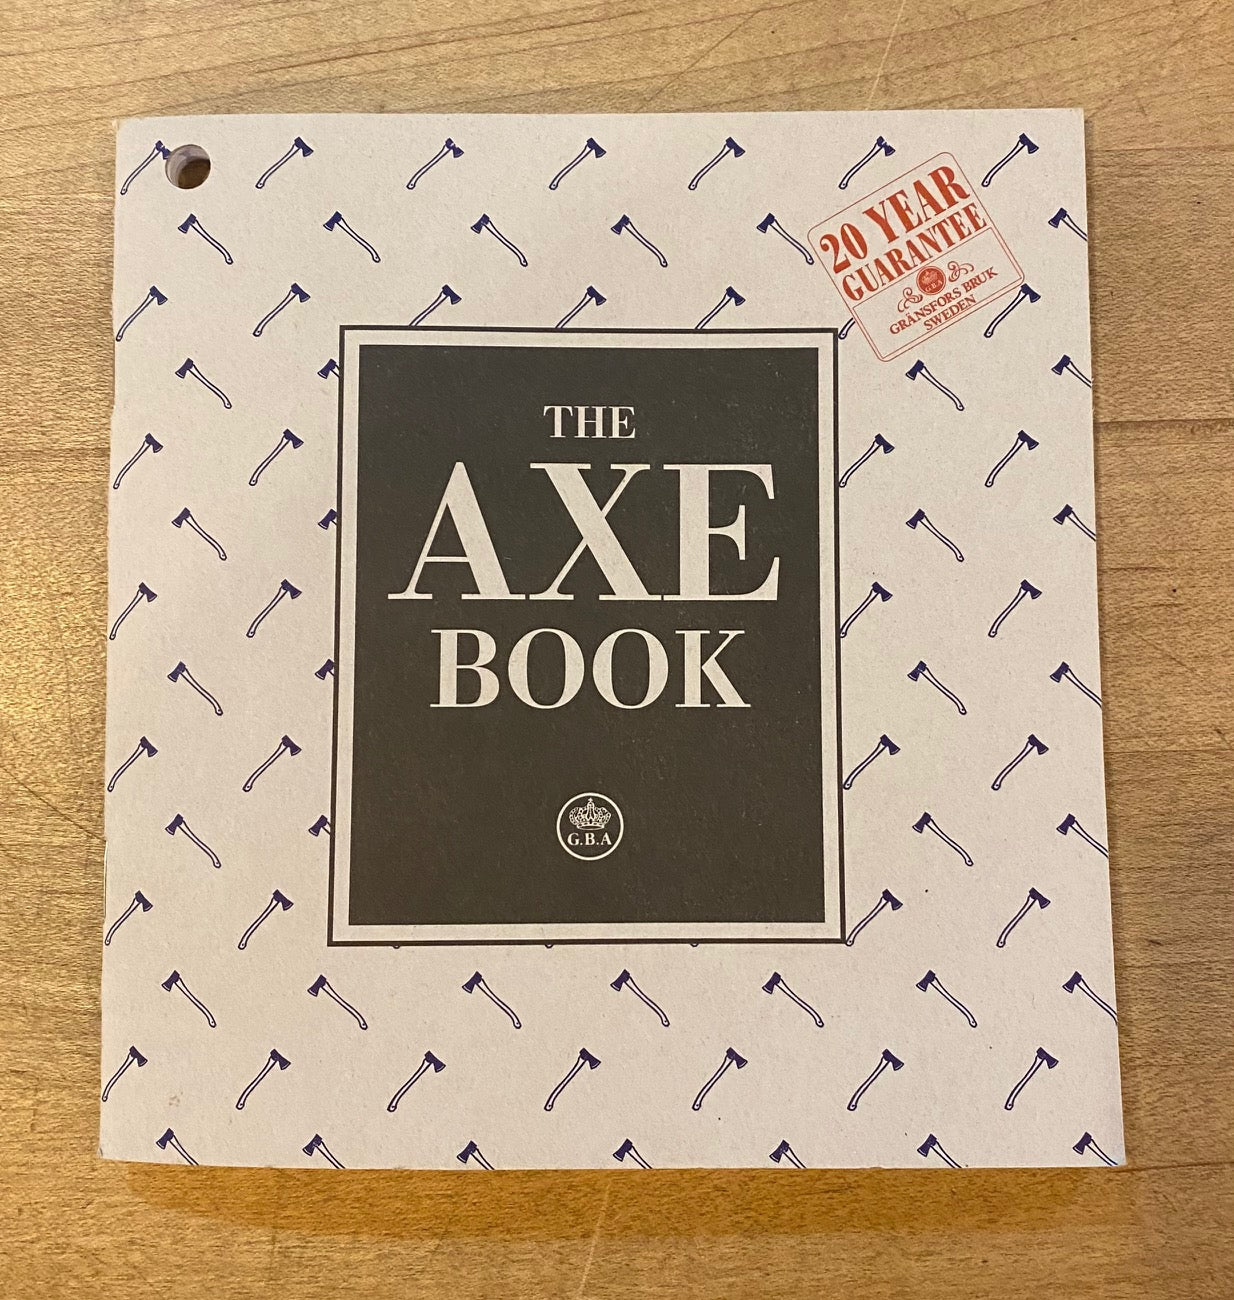 20 YEAR
GUARANTEE
G.B.A
GRÄNSFORS BRUK
SWEDEN
THE
AXE
BOOK
G.B.A